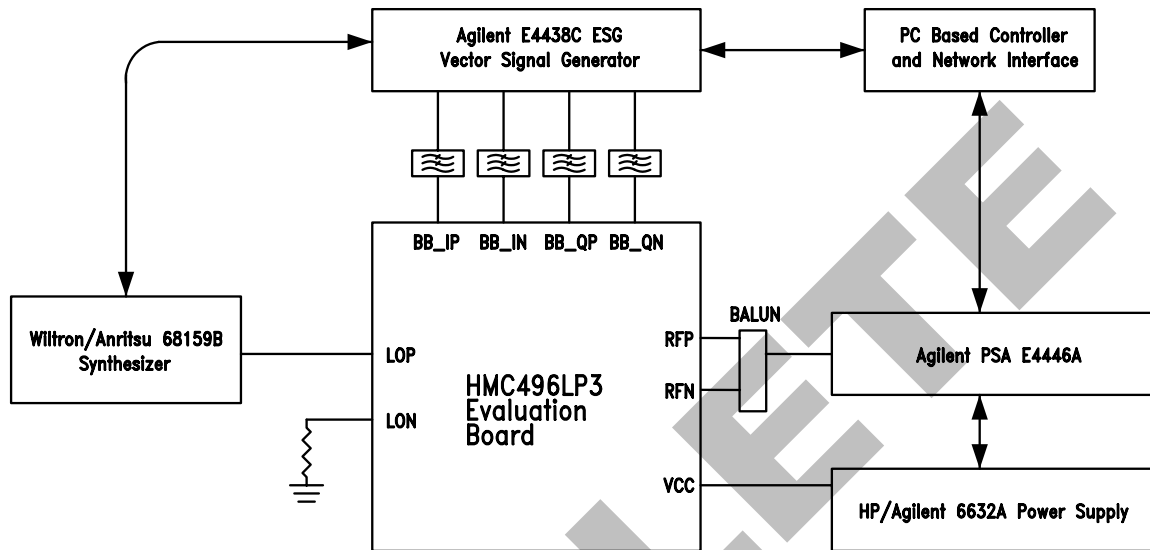 Agilent E4438C ESG
Vector Signal Generator
PC Based Controller
and Network Interface
BB_IP BB_IN BB_QP BB_QN
Wiltron/Anritsu 68159B
Synthesizer
LOP
LON
HMC496LP3
Evaluation
Board
RFP
RFN
VCC
BALUN
Agilent PSA E4446A
HP/Agilent 6632A Power Supply
LETE